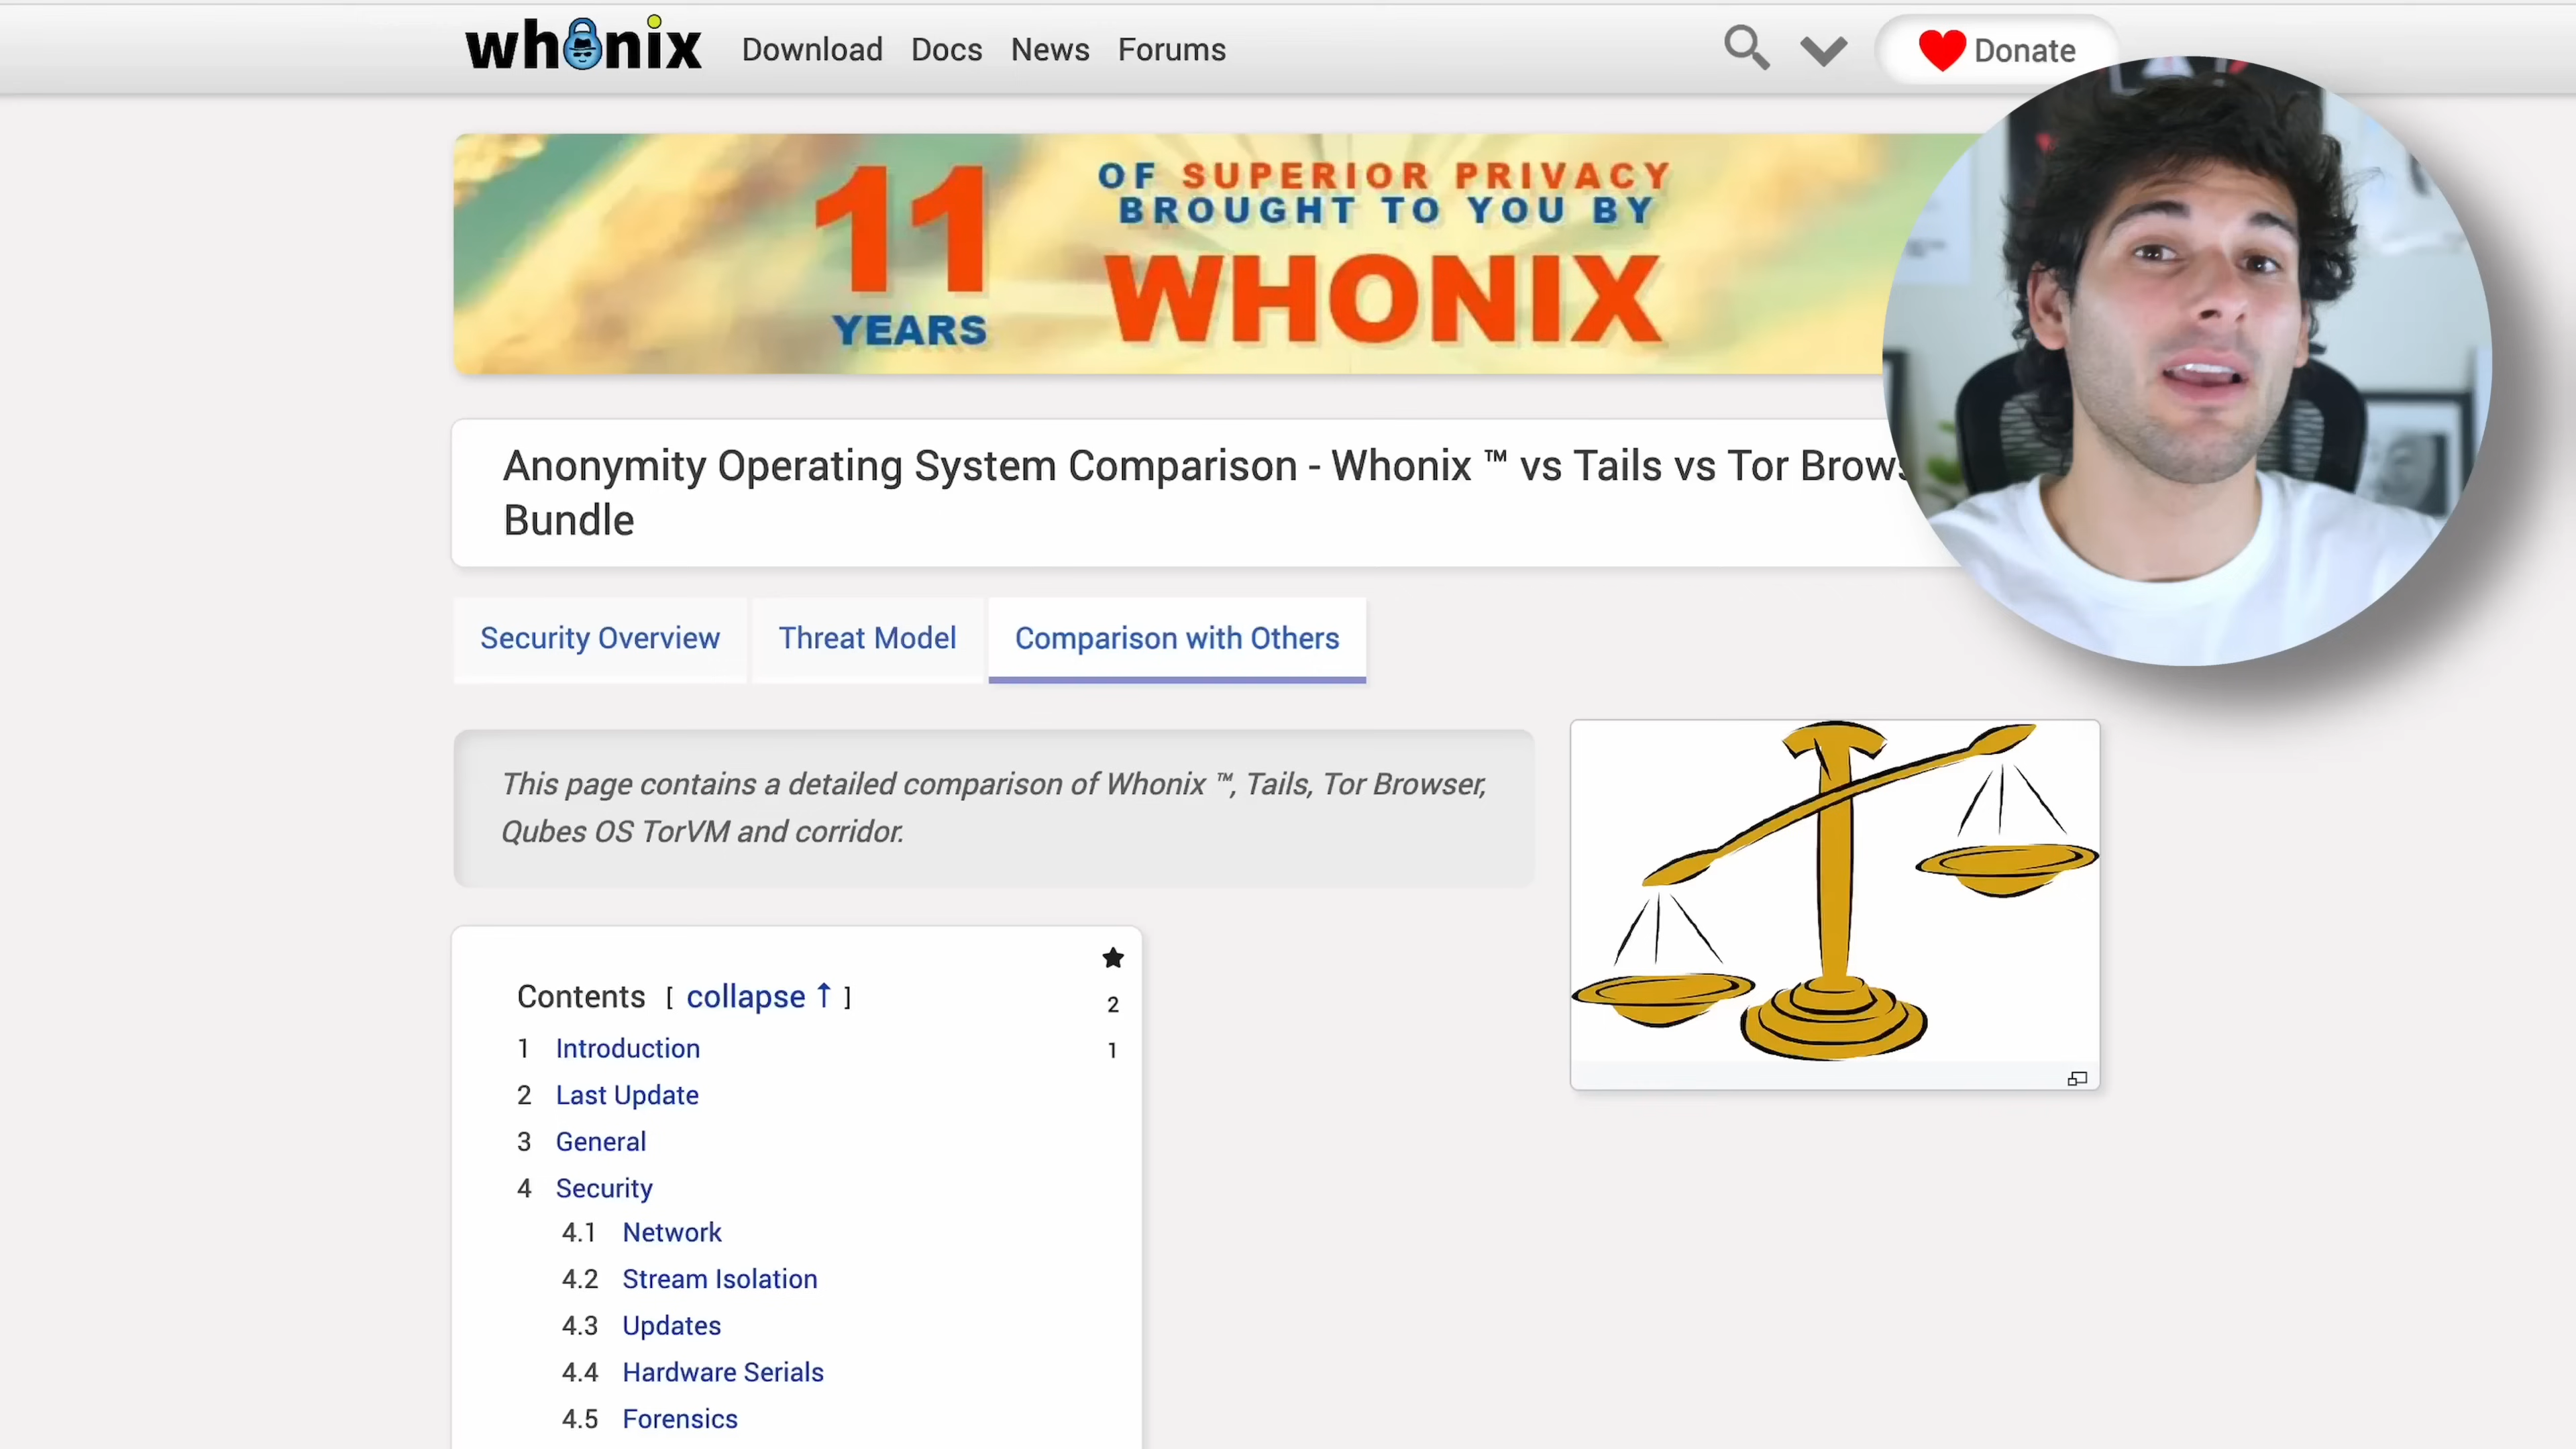 whonix Download Docs News Forums Donate
11 YEARS
OF SUPERIOR PRIVACY
BROUGHT TO YOU BY
WHONIX
Anonymity Operating System Comparison - Whonix ™ vs Tails vs Tor
Bundle
Security Overview Threat Model Comparison with Others
This page contains a detailed comparison of Whonix ™, Tails, Tor Browser,
Qubes OS TorVM and corridor.
Contents [ collapse ↑ ]
2
1 Introduction 1
2 Last Update
3 General
4 Security
4.1 Network
4.2 Stream Isolation
4.3 Updates
4.4 Hardware Serials
4.5 Forensics